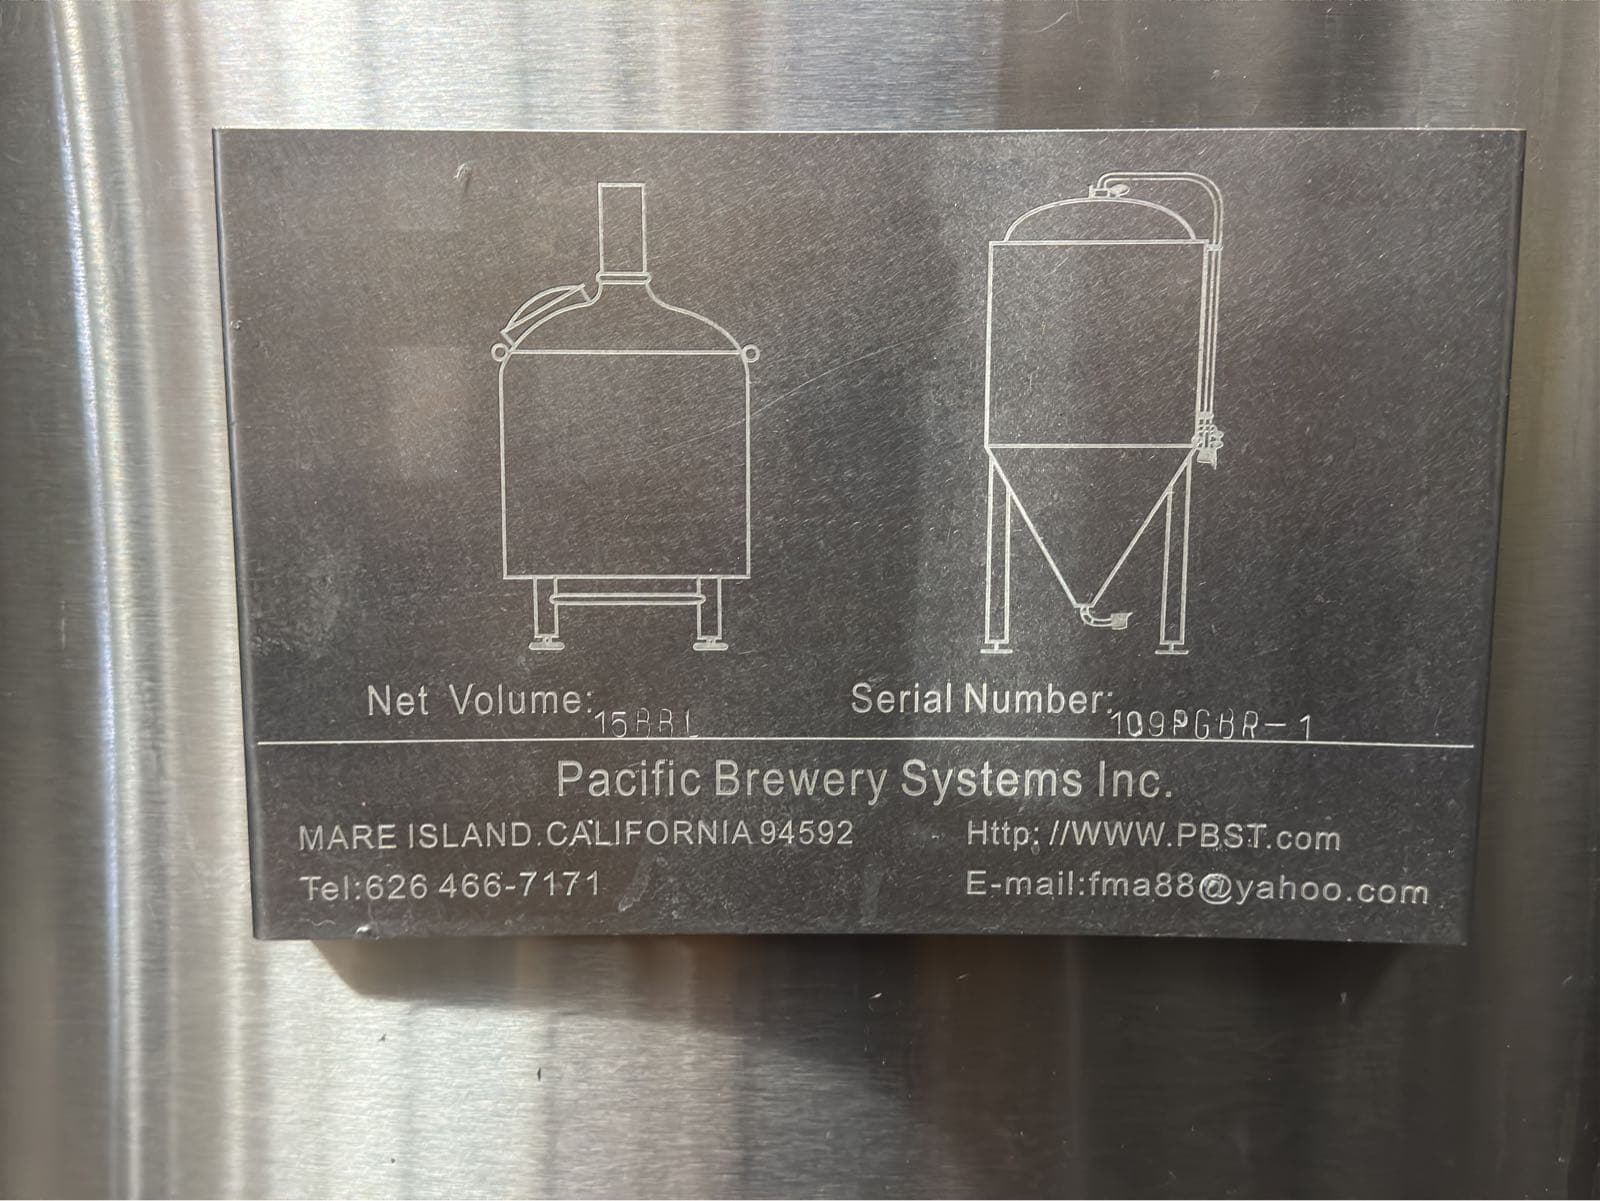 Net Volume: 15BBL Serial Number: 109PGBR-1
Pacific Brewery Systems Inc.
MARE ISLAND.CALIFORNIA 94592 Http: //WWW.PBST.com
Tel:626 466-7171 E-mail:fma88@yahoo.com